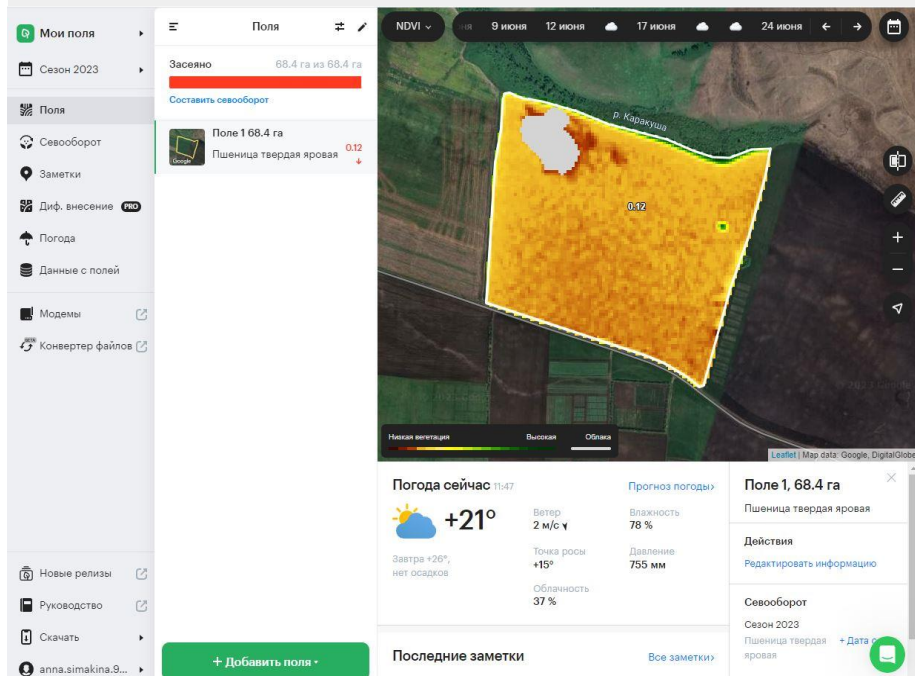 Мои поля
Сезон 2023
Поля
Севооборот
Заметки
Диф. внесение PRO
Погода
Данные с полей
Модемы
Конвертер файлов
Новые релизы
Руководство
Скачать
anna.simakina.9...
Поля
Засеяно 68.4 га из 68.4 га
Составить севооборот
Google
Поле 1 68.4 га
Пшеница твердая яровая
0.12
+ Добавить поля
NDVI
9 июня 12 июня 17 июня 24 июня
р. Каракуша
0.12
Низкая вегетация Высокая Облака
Leaflet | Map data: Google, DigitalGlobe
Погода сейчас 11:47
Прогноз погоды
+21°
Завтра +26°,
нет осадков
Ветер
2 м/с
Влажность
78 %
Точка росы
+15°
Давление
755 мм
Облачность
37 %
Последние заметки
Все заметки
Поле 1, 68.4 га
Пшеница твердая яровая
Действия
Редактировать информацию
Севооборот
Сезон 2023
Пшеница твердая + Дата
яровая